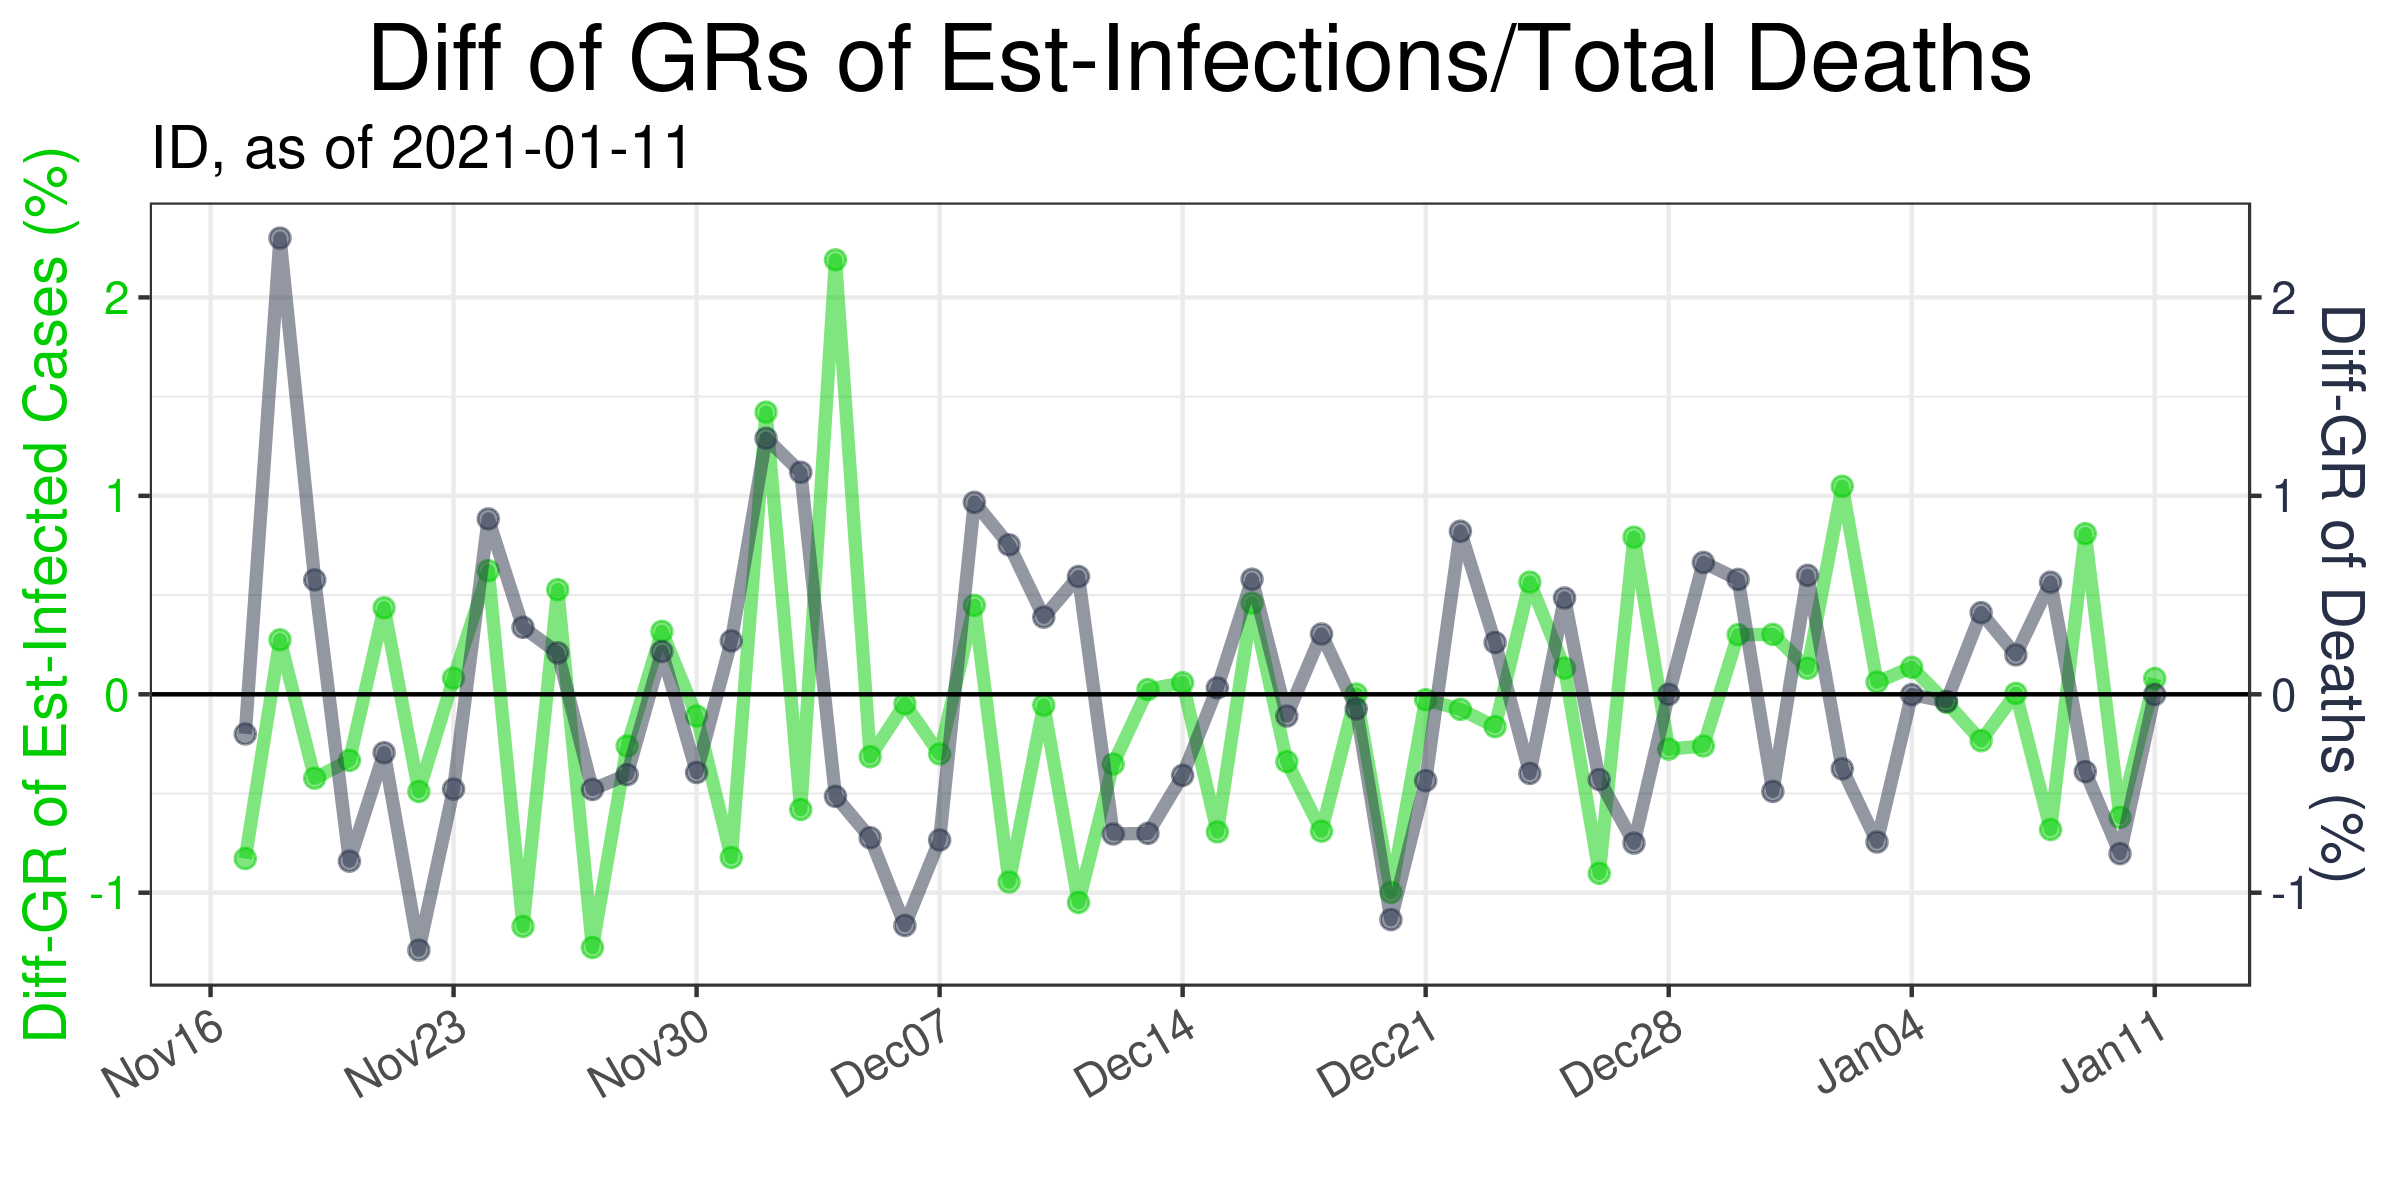 Diff of GRs of Est-Infections/Total Deaths
ID, as of 2021-01-11
Diff-GR of Est-Infected Cases (%)
2
1
0
-1
2
1
0
-1
Diff-GR of Deaths (%)
Nov16
Nov23
Nov30
Dec07
Dec14
Dec21
Dec28
Jan04
Jan11